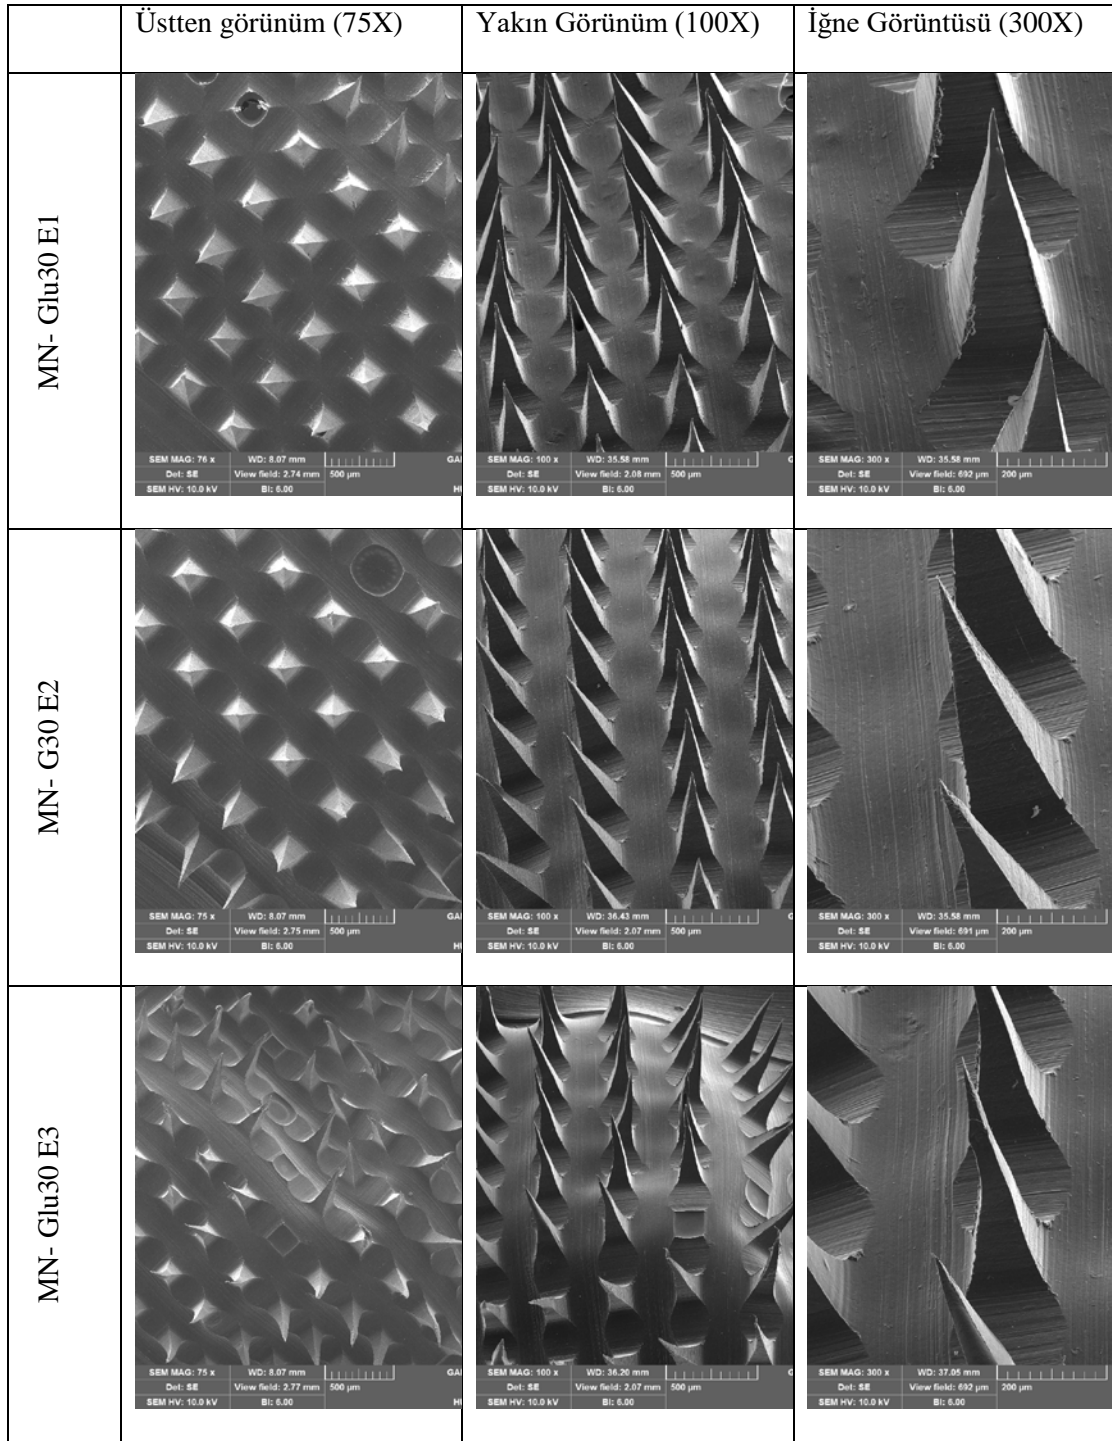 Üstten görünüm (75X)
Yakın Görünüm (100X)
İğne Görüntüsü (300X)
MN- Glu30 E1
SEM MAG: 76 x WD: 8.07 mm GA
Det: SE View field: 2.74 mm 500 µm
SEM HV: 10.0 kV BI: 6.00 HI
SEM MAG: 100 x WD: 35.58 mm
Det: SE View field: 2.08 mm 500 µm
SEM HV: 10.0 kV BI: 6.00
SEM MAG: 300 x WD: 35.58 mm
Det: SE View field: 692 µm 200 µm
SEM HV: 10.0 kV BI: 6.00
MN- G30 E2
SEM MAG: 75 x WD: 8.07 mm GA
Det: SE View field: 2.75 mm 500 µm
SEM HV: 10.0 kV BI: 6.00 HI
SEM MAG: 100 x WD: 36.43 mm G
Det: SE View field: 2.07 mm 500 µm
SEM HV: 10.0 kV BI: 6.00
SEM MAG: 300 x WD: 35.58 mm
Det: SE View field: 691 µm 200 µm
SEM HV: 10.0 kV BI: 6.00
MN- Glu30 E3
SEM MAG: 75 x WD: 8.07 mm GA
Det: SE View field: 2.77 mm 500 µm
SEM HV: 10.0 kV BI: 6.00 HI
SEM MAG: 100 x WD: 36.20 mm G
Det: SE View field: 2.07 mm 500 µm
SEM HV: 10.0 kV BI: 6.00
SEM MAG: 300 x WD: 37.05 mm
Det: SE View field: 692 µm 200 µm
SEM HV: 10.0 kV BI: 6.00